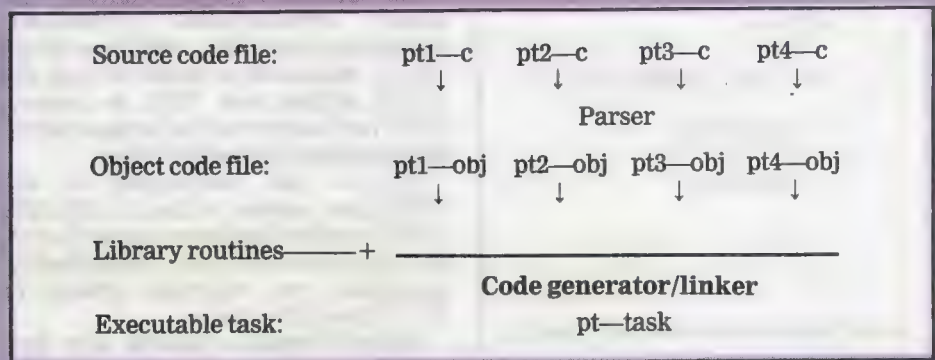 Source code file: pt1—c pt2—c pt3—c pt4—c
↓ ↓ ↓ ↓
Parser
Object code file: pt1—obj pt2—obj pt3—obj pt4—obj
↓ ↓ ↓ ↓
Library routines———+
Code generator/linker
Executable task: pt—task